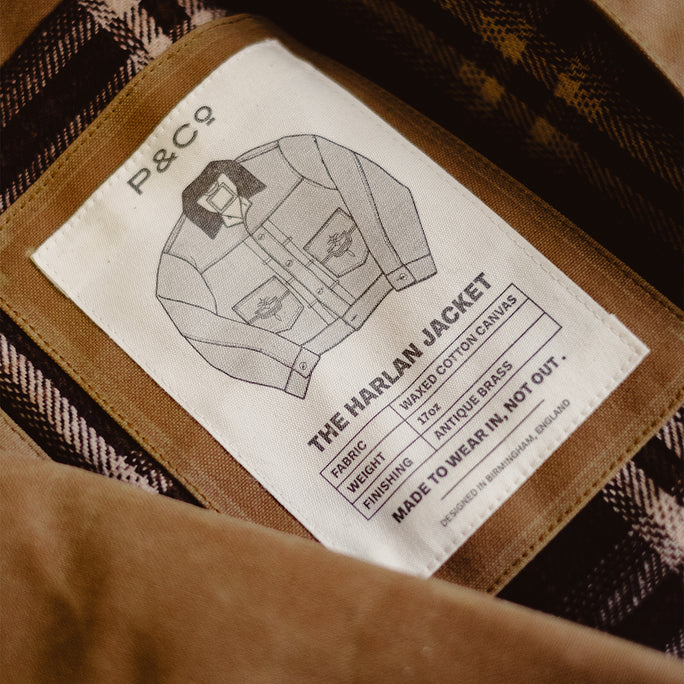 P&Cº
THE HARLAN JACKET
FABRIC WAXED COTTON CANVAS
WEIGHT 17oz
FINISHING ANTIQUE BRASS
MADE TO WEAR IN, NOT OUT.
DESIGNED IN BIRMINGHAM, ENGLAND